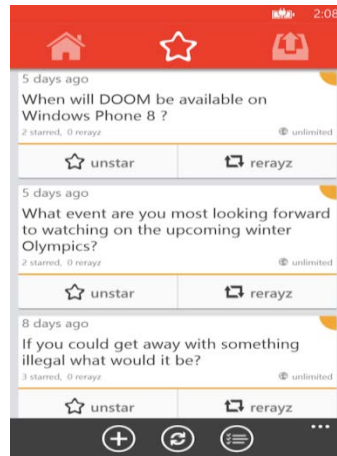 2:08
5 days ago
When will DOOM be available on
Windows Phone 8 ?
2 starred, 0 rerayz unlimited
unstar rerayz
5 days ago
What event are you most looking forward
to watching on the upcoming winter
Olympics?
2 starred, 0 rerayz unlimited
unstar rerayz
8 days ago
If you could get away with something
illegal what would it be?
3 starred, 0 rerayz unlimited
unstar rerayz